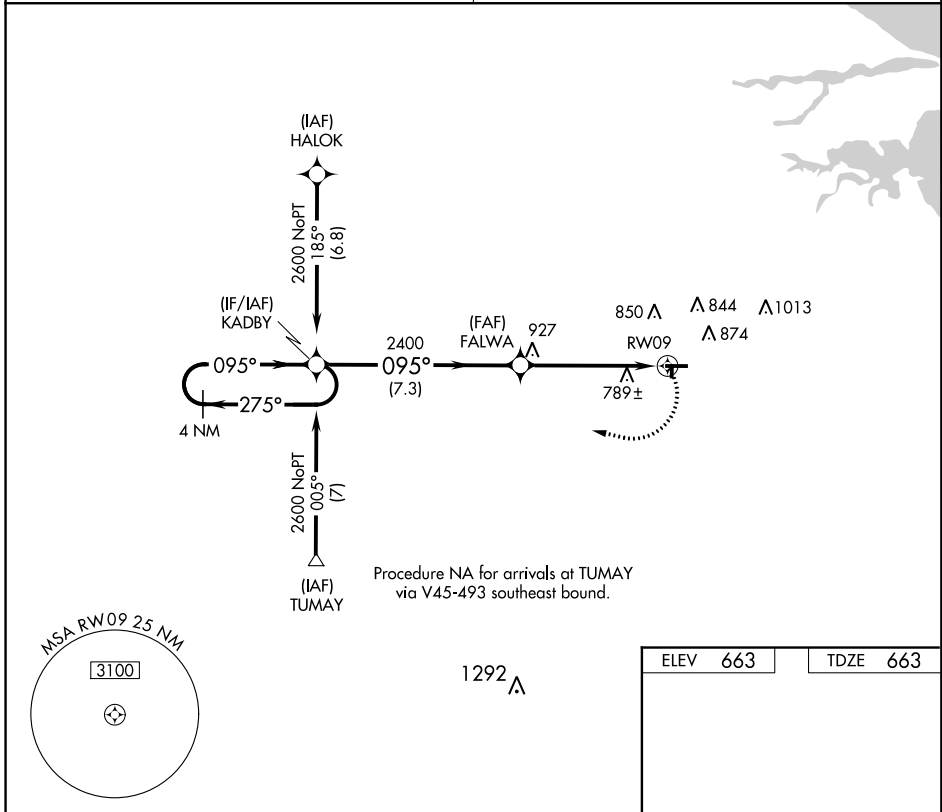 (IAF)
HALOK
2600 NoPT
185°
(6.8)
(IF/IAF)
KADBY
2400
095°
(7.3)
(FAF)
FALWA
927
850
844
1013
874
RW09
789±
095°
275°
4 NM
2600 NoPT
005°
(7)
(IAF)
TUMAY
Procedure NA for arrivals at TUMAY
via V45-493 southeast bound.
MSA RW09 25 NM
3100
1292
ELEV 663
TDZE 663